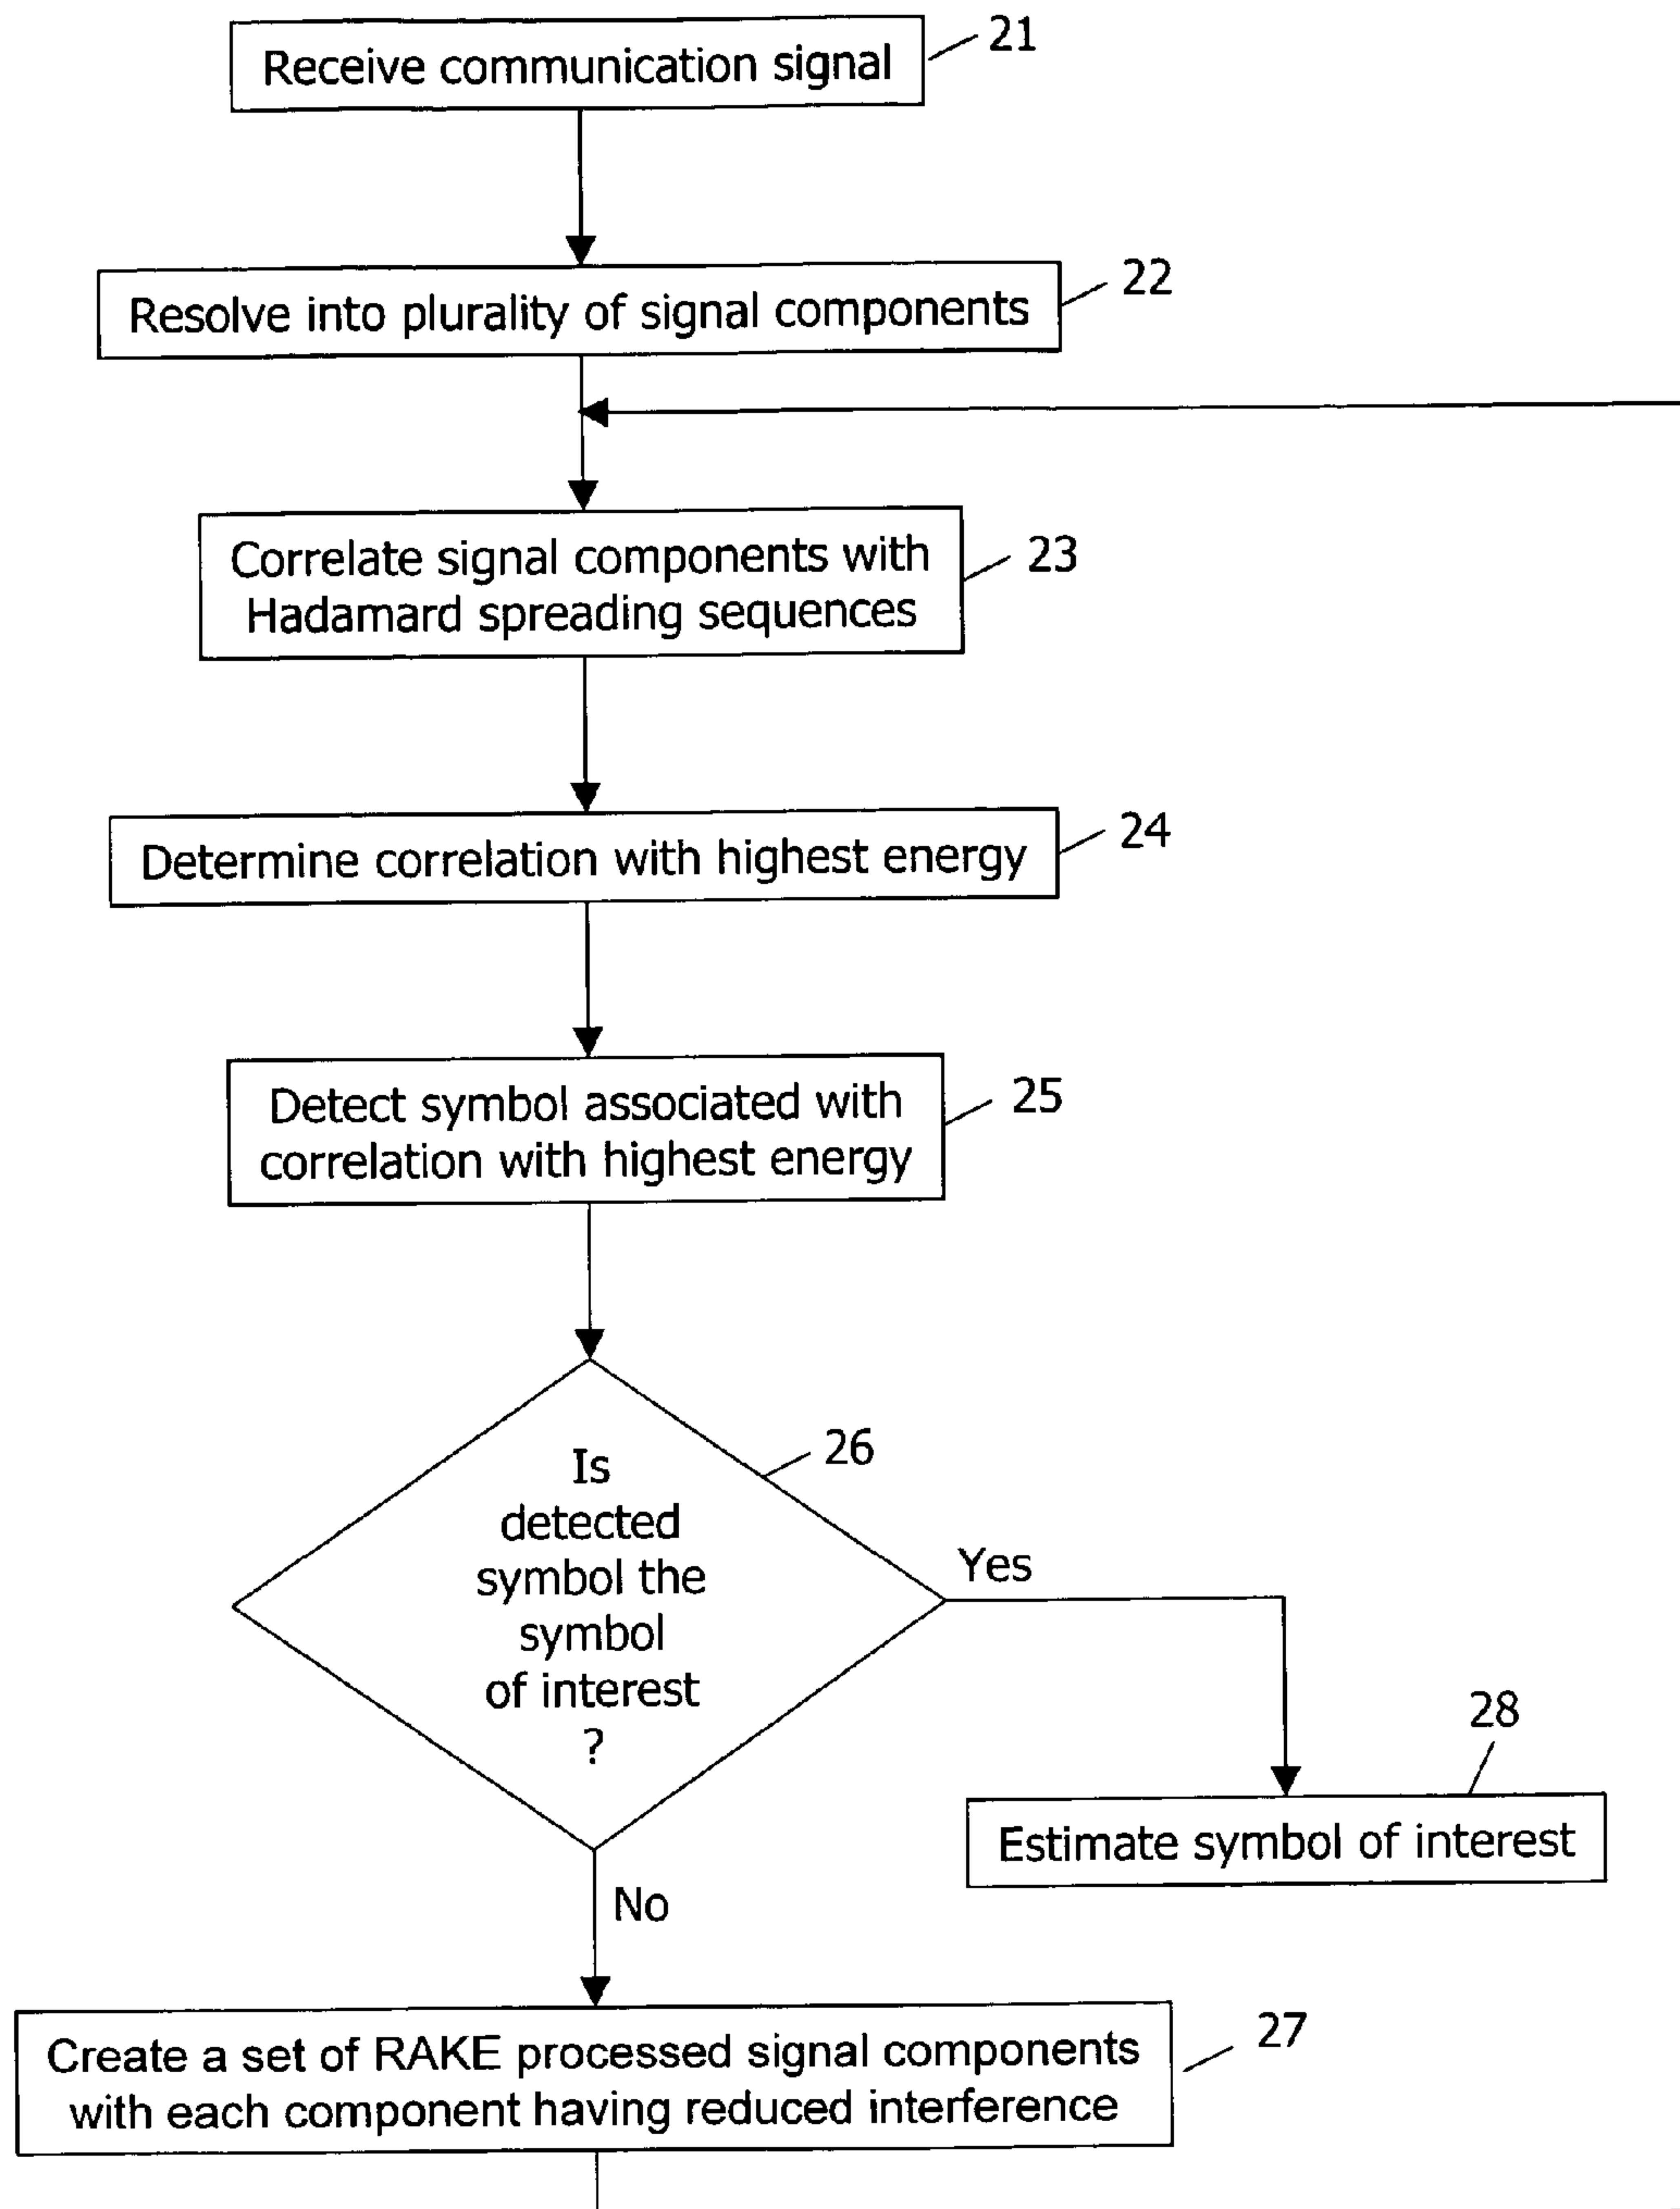 Receive communication signal
21
Resolve into plurality of signal components
22
Correlate signal components with
Hadamard spreading sequences
23
Determine correlation with highest energy
24
Detect symbol associated with
correlation with highest energy
25
Is
detected
symbol the
symbol
of interest
?
26
Yes
28
Estimate symbol of interest
No
Create a set of RAKE processed signal components
with each component having reduced interference
27